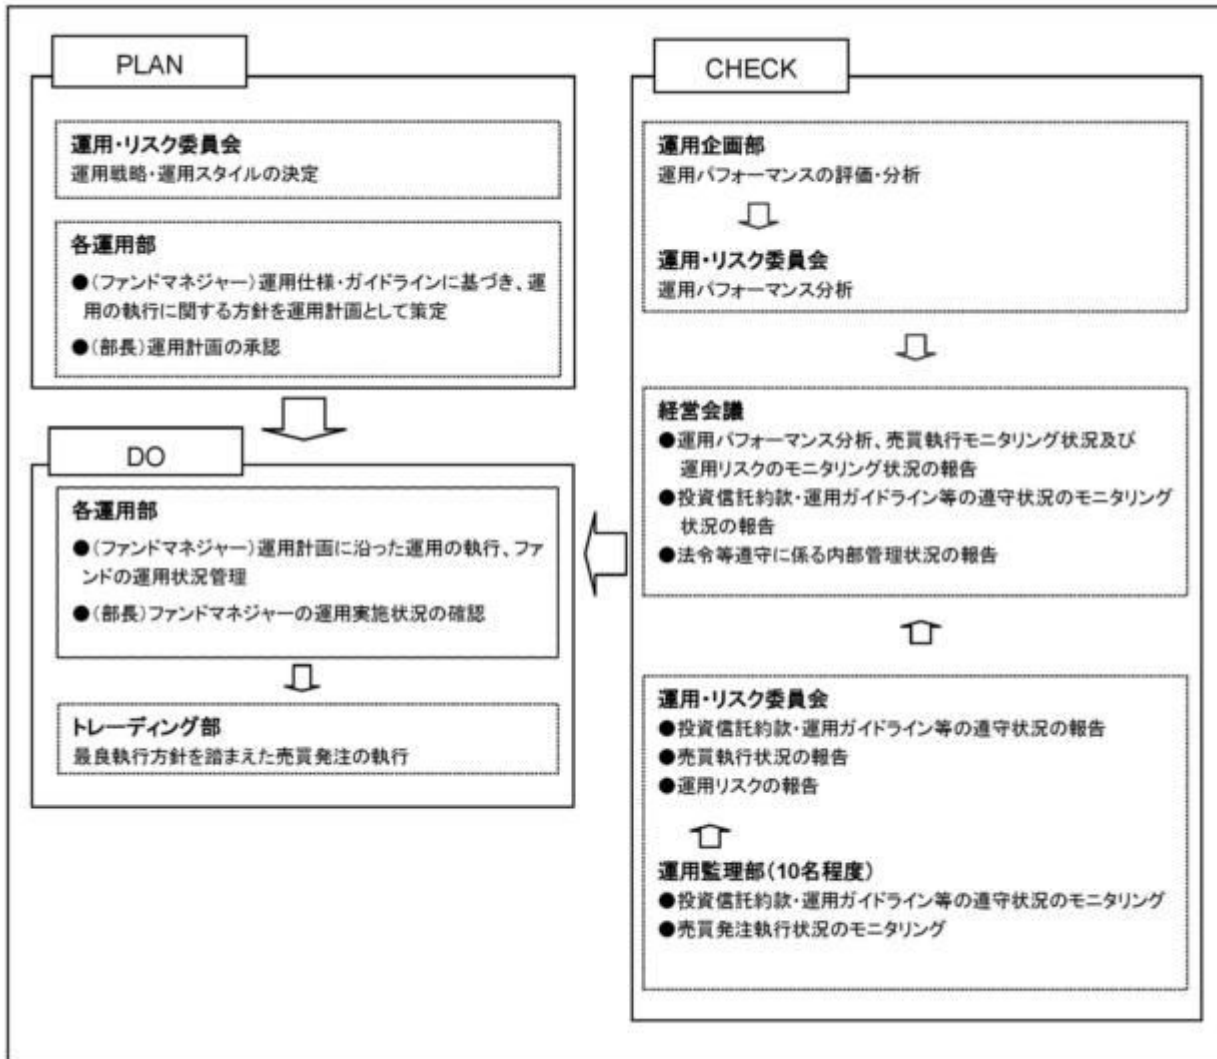 PLAN
運用・リスク委員会
運用戦略・運用スタイルの決定
各運用部
●(ファンドマネジャー)運用仕様・ガイドラインに基づき、運
用の執行に関する方針を運用計画として策定
●(部長)運用計画の承認
DO
各運用部
●(ファンドマネジャー)運用計画に沿った運用の執行、ファ
ンドの運用状況管理
●(部長)ファンドマネジャーの運用実施状況の確認
トレーディング部
最良執行方針を踏まえた売買発注の執行
CHECK
運用企画部
運用パフォーマンスの評価・分析
運用・リスク委員会
運用パフォーマンス分析
経営会議
●運用パフォーマンス分析、売買執行モニタリング状況及び
運用リスクのモニタリング状況の報告
●投資信託約款・運用ガイドライン等の遵守状況のモニタリング
状況の報告
●法令等遵守に係る内部管理状況の報告
運用・リスク委員会
●投資信託約款・運用ガイドライン等の遵守状況の報告
●売買執行状況の報告
●運用リスクの報告
運用監理部(10名程度)
●投資信託約款・運用ガイドライン等の遵守状況のモニタリング
●売買発注執行状況のモニタリング